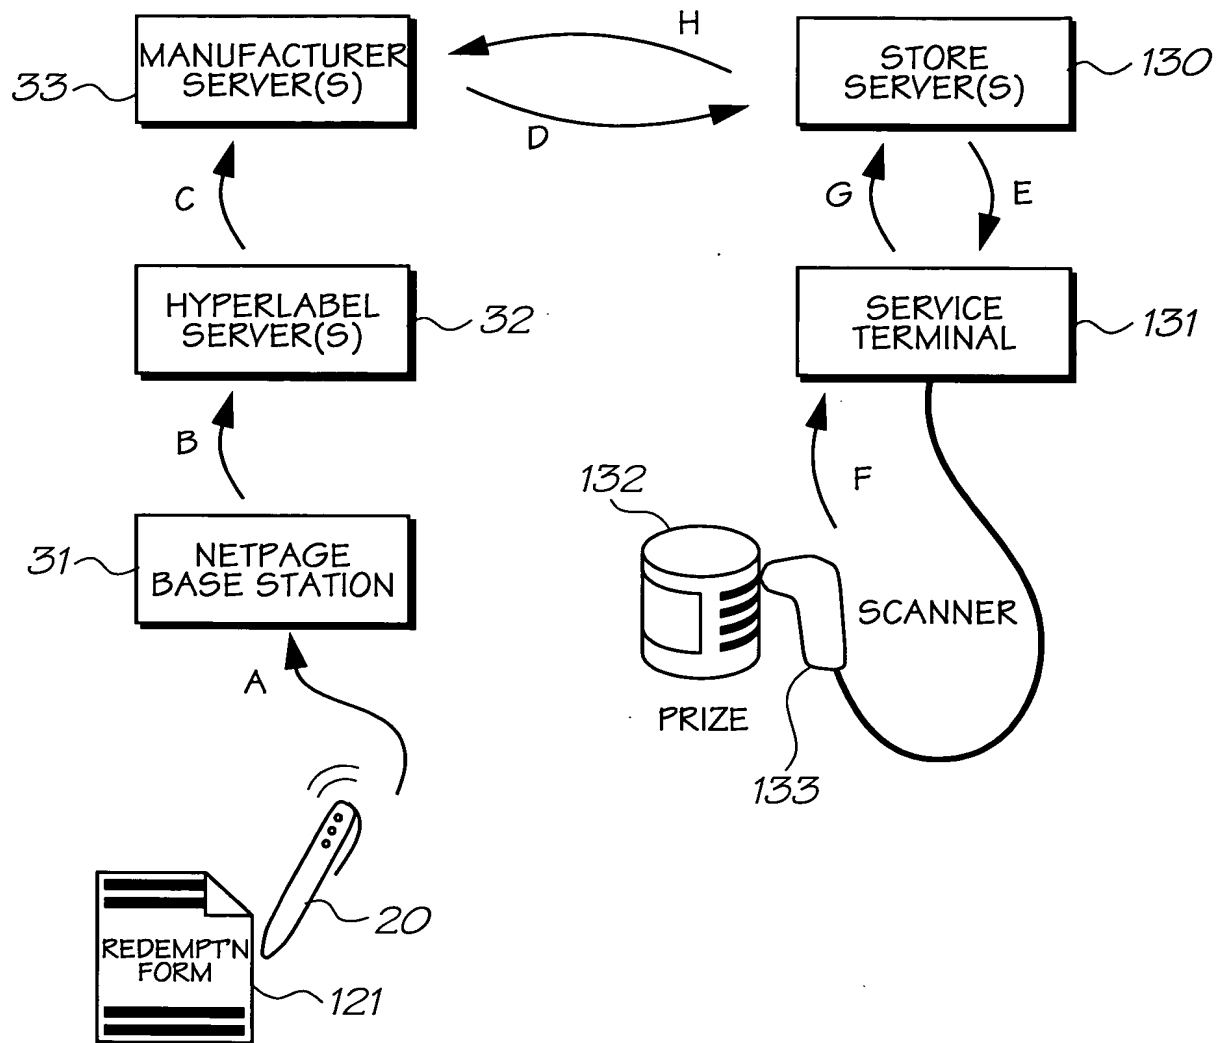 H
MANUFACTURER
SERVER(S)
33
STORE
SERVER(S)
130
D
C
G
E
HYPERLABEL
SERVER(S)
32
SERVICE
TERMINAL
131
B
F
132
NETPAGE
BASE STATION
31
SCANNER
A
PRIZE
133
20
REDEMPT'N
FORM
121